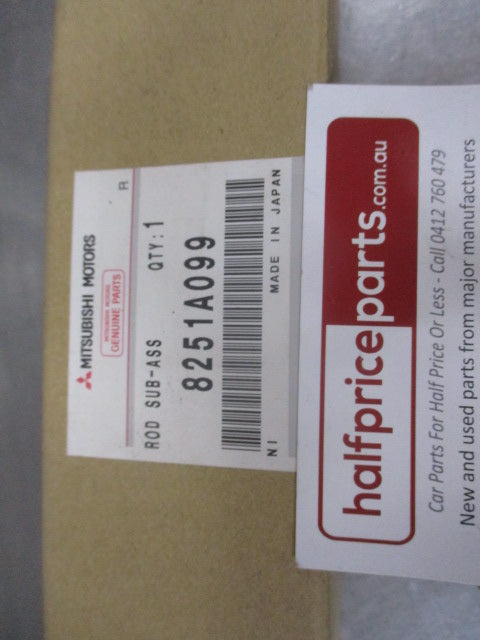 MITSUBISHI MOTORS
MITSUBISHI MOTORS
GENUINE PARTS
R
ROD SUB-ASS QTY:1
8251A099
NI MADE IN JAPAN
halfpriceparts.com.au
Car Parts For Half Price Or Less - Call 0412 760 479
New and used parts from major manufacturers